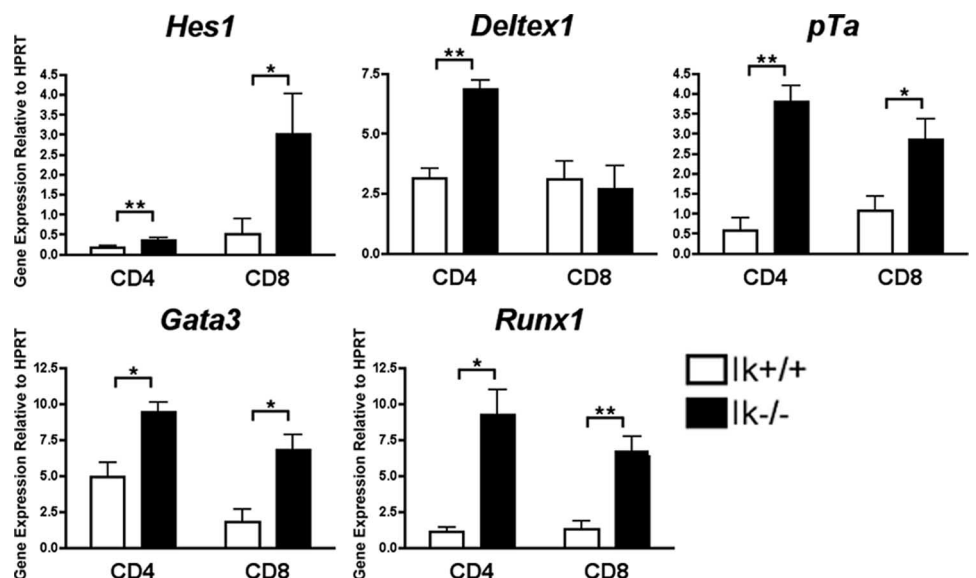 Hes1
Gene Expression Relative to HPRT
4.5
4.0
3.5
3.0
2.5
2.0
1.5
1.0
0.5
0.0
**
*
CD4
CD8
Deltex1
7.5
5.0
2.5
0
**
CD4
CD8
pTa
4.5
4.0
3.5
3.0
2.5
2.0
1.5
1.0
0.5
0.0
**
*
CD4
CD8
Gata3
Gene Expression Relative to HPRT
12.5
10.0
7.5
5.0
2.5
0.0
*
*
CD4
CD8
Runx1
Gene Expression Relative to HPRT
12.5
10.0
7.5
5.0
2.5
0.0
*
**
CD4
CD8
Ik+/+
Ik-/-